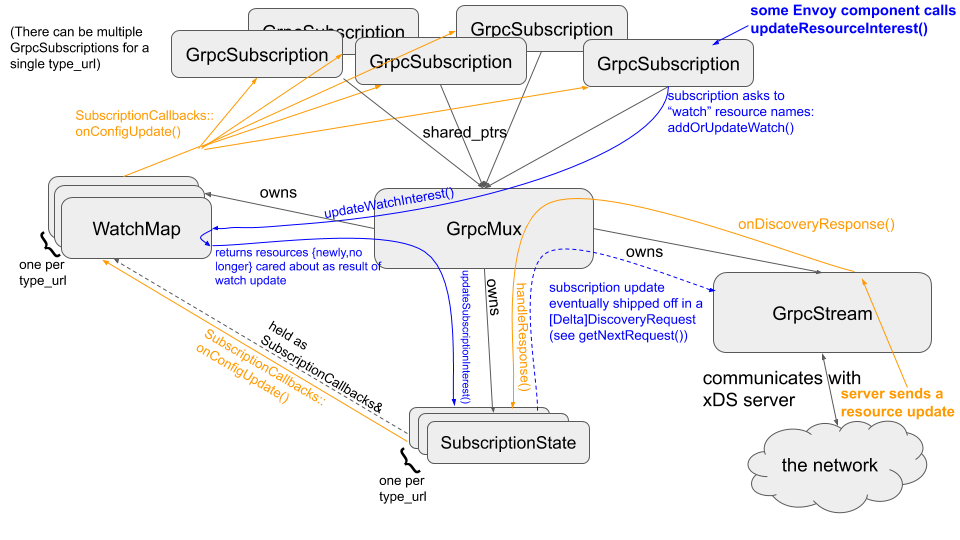 some Envoy component calls
updateResourceInterest()
(There can be multiple
GrpcSubscriptions for a
single type_url)
GrpcSubscription
GrpcSubscription
GrpcSubscription
GrpcSubscription
GrpcSubscription
subscription asks to
“watch” resource names:
addOrUpdateWatch()
SubscriptionCallbacks::
onConfigUpdate()
shared_ptrs
owns
updateWatchInterest()
WatchMap
GrpcMux
onDiscoveryResponse()
returns resources {newly,no
longer} cared about as result of
watch update
owns
{
one per
type_url
updateSubscriptionInterest()
owns
handleResponse()
subscription update
eventually shipped off in a
[Delta]DiscoveryRequest
(see getNextRequest())
GrpcStream
held as
SubscriptionCallbacks&
SubscriptionCallbacks::
onConfigUpdate()
communicates with
xDS server
server sends a
resource update
SubscriptionState
{
one per
type_url
the network